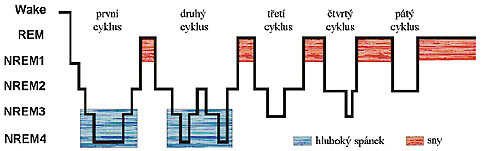 Wake
první druhý třetí čtvrtý pátý
cyklus cyklus cyklus cyklus cyklus
REM
NREM1
NREM2
NREM3
NREM4
hluboký spánek sny